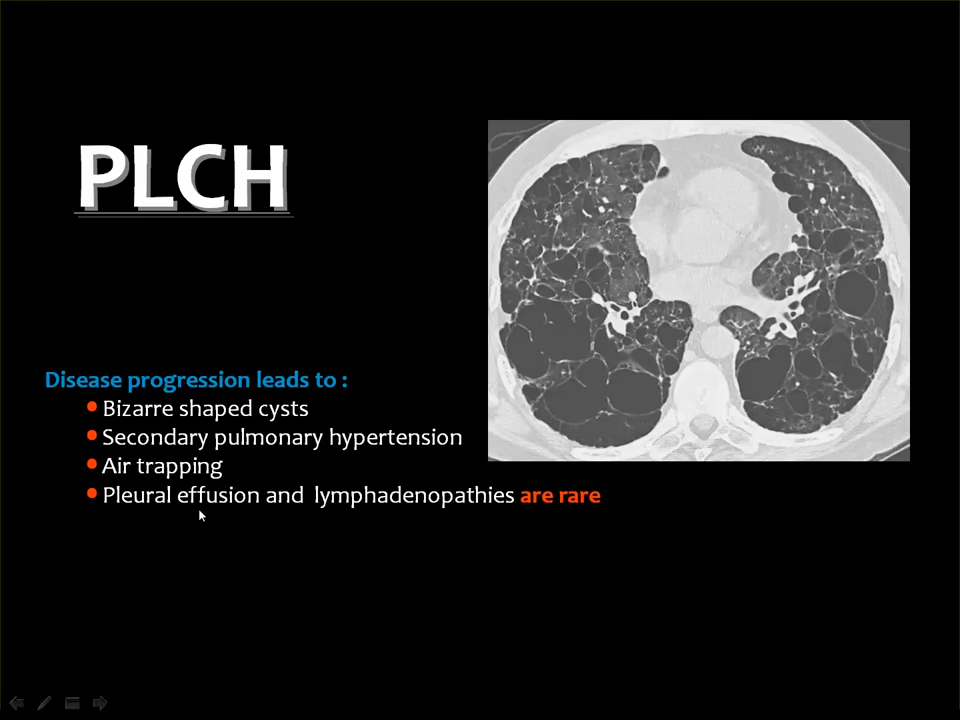 PLCH
Disease progression leads to :
• Bizarre shaped cysts
• Secondary pulmonary hypertension
• Air trapping
• Pleural effusion and lymphadenopathies are rare